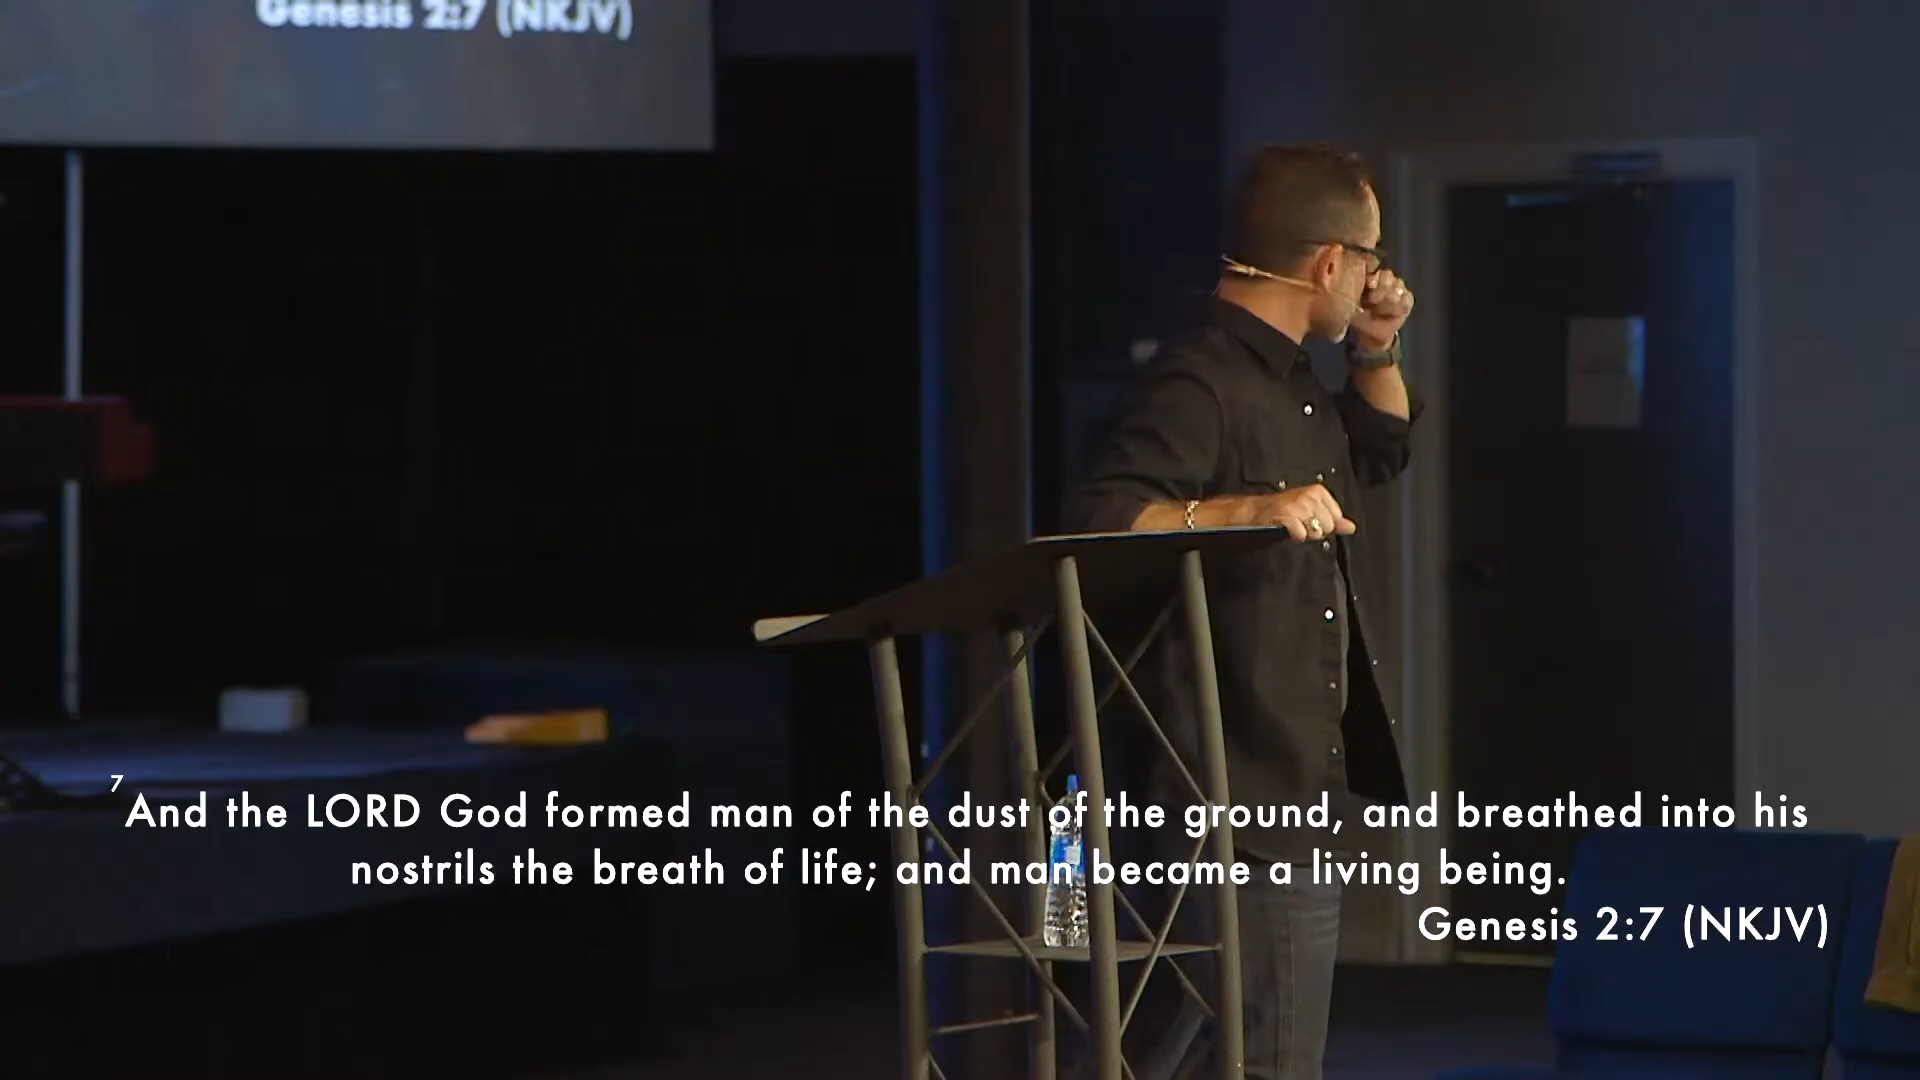 Genesis 2:7 (NKJV)
7And the LORD God formed man of the dust of the ground, and breathed into his
nostrils the breath of life; and man became a living being.
Genesis 2:7 (NKJV)